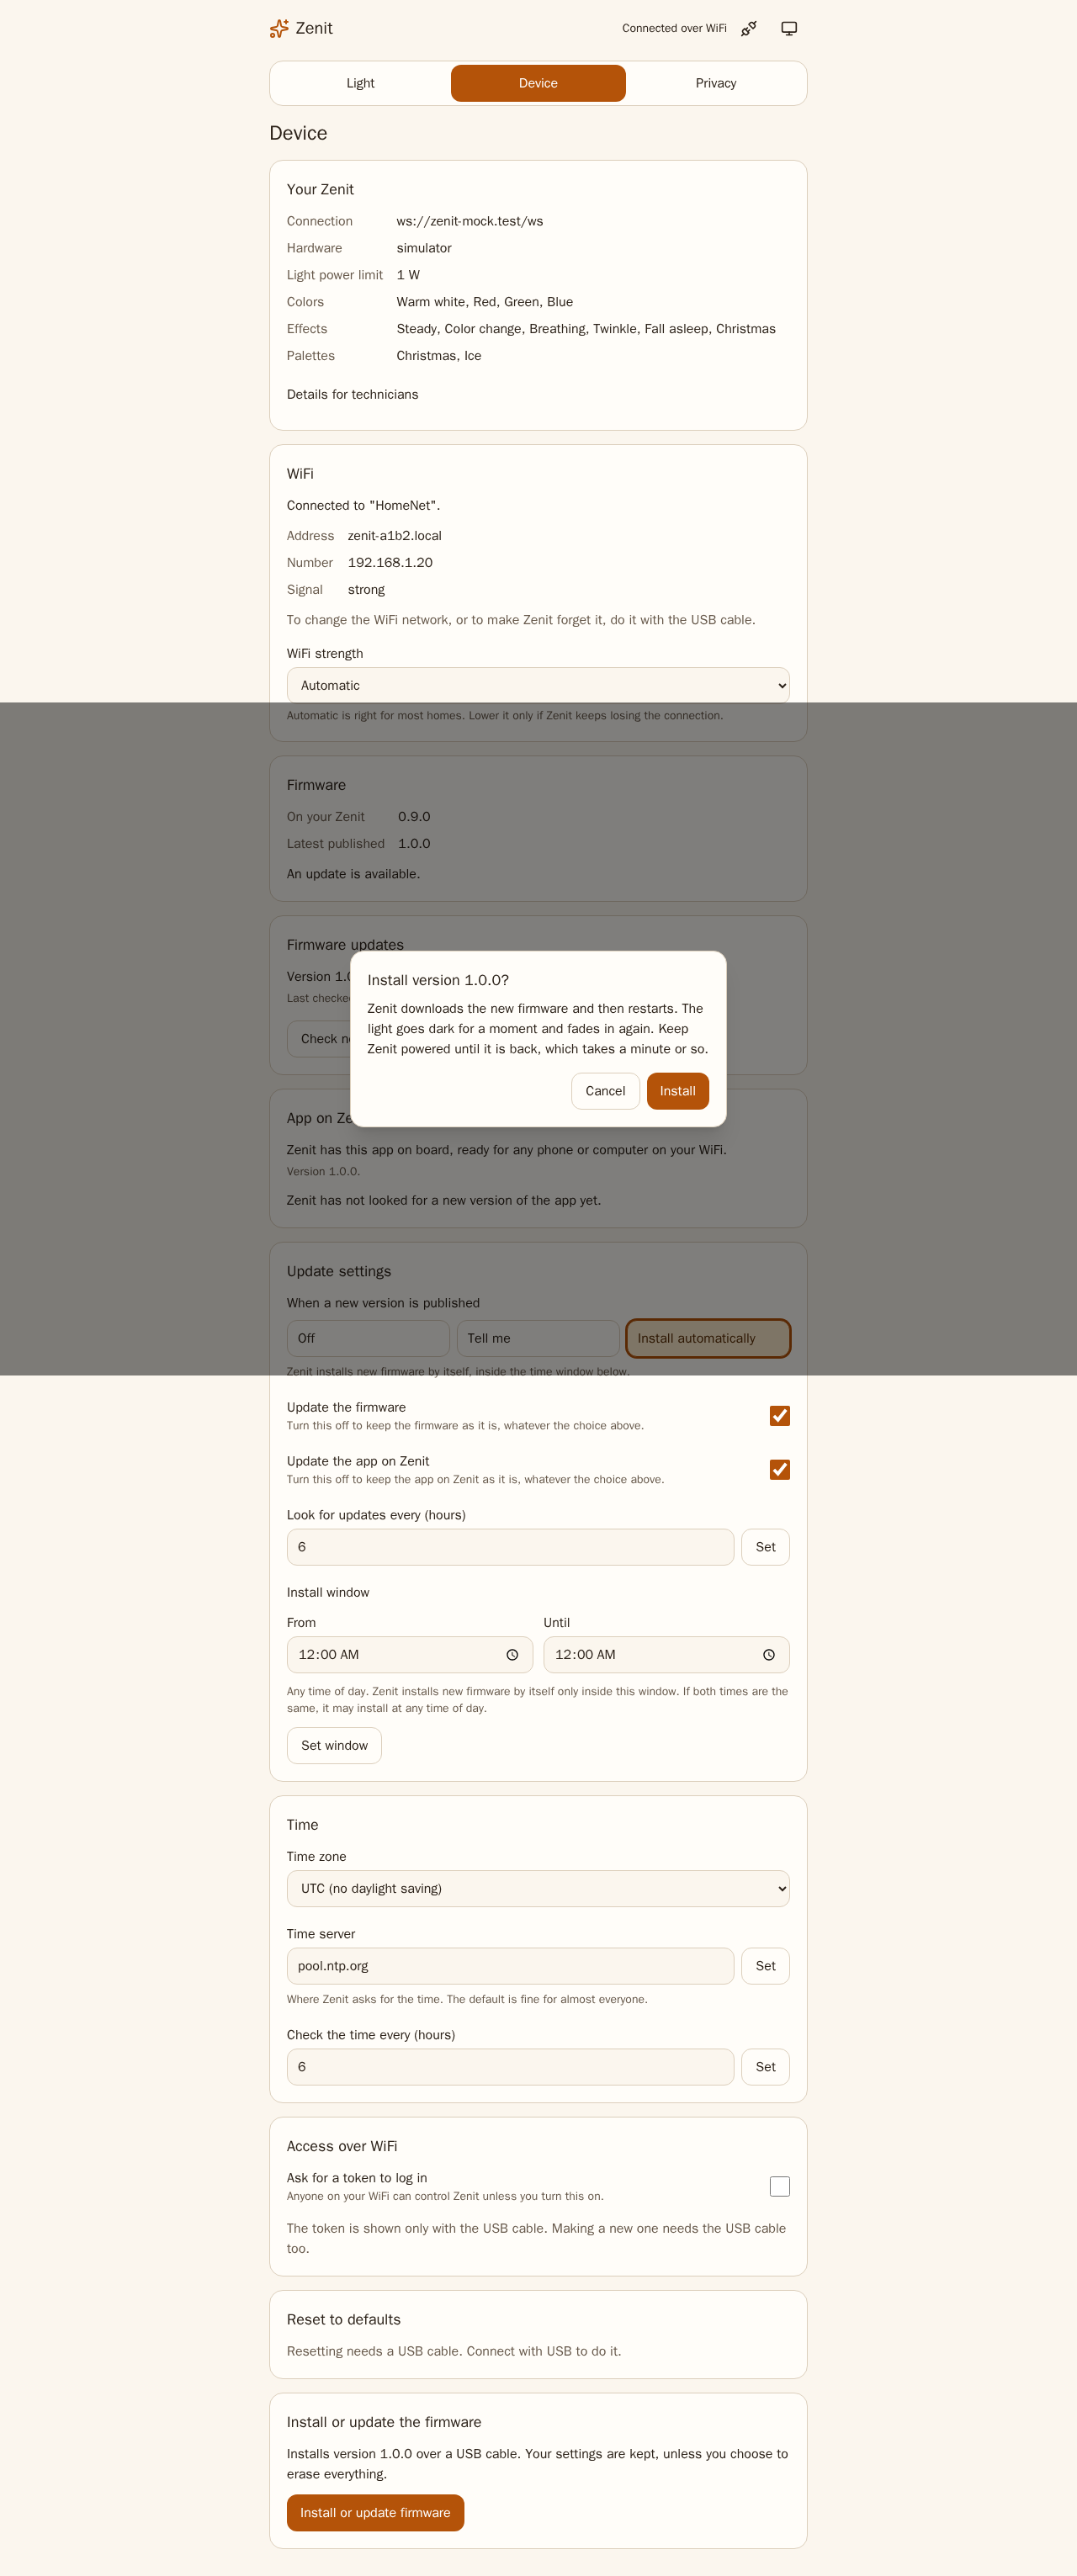 Zenit
Connected over WiFi
Light
Device
Privacy
Device
Your Zenit
Connection ws://zenit-mock.test/ws
Hardware simulator
Light power limit 1 W
Colors Warm white, Red, Green, Blue
Effects Steady, Color change, Breathing, Twinkle, Fall asleep, Christmas
Palettes Christmas, Ice
Details for technicians
WiFi
Connected to "HomeNet".
Address zenit-a1b2.local
Number 192.168.1.20
Signal strong
To change the WiFi network, or to make Zenit forget it, do it with the USB cable.
WiFi strength
Automatic
Automatic is right for most homes. Lower it only if Zenit keeps losing the connection.
Firmware
On your Zenit 0.9.0
Latest published 1.0.0
An update is available.
Firmware updates
Version
Last
Check
Install version 1.0.0?
Zenit downloads the new firmware and then restarts. The
light goes dark for a moment and fades in again. Keep
Zenit powered until it is back, which takes a minute or so.
Cancel
Install
App on
Zenit has this app on board, ready for any phone or computer on your WiFi.
Version 1.0.0.
Zenit has not looked for a new version of the app yet.
Update settings
When a new version is published
Off
Tell me
Install automatically
Zenit installs new firmware by itself, inside the time window below.
Update the firmware
Turn this off to keep the firmware as it is, whatever the choice above.
Update the app on Zenit
Turn this off to keep the app on Zenit as it is, whatever the choice above.
Look for updates every (hours)
6
Set
Install window
From
Until
12:00 AM
12:00 AM
Any time of day. Zenit installs new firmware by itself only inside this window. If both times are the
same, it may install at any time of day.
Set window
Time
Time zone
UTC (no daylight saving)
Time server
pool.ntp.org
Set
Where Zenit asks for the time. The default is fine for almost everyone.
Check the time every (hours)
6
Set
Access over WiFi
Ask for a token to log in
Anyone on your WiFi can control Zenit unless you turn this on.
The token is shown only with the USB cable. Making a new one needs the USB cable
too.
Reset to defaults
Resetting needs a USB cable. Connect with USB to do it.
Install or update the firmware
Installs version 1.0.0 over a USB cable. Your settings are kept, unless you choose to
erase everything.
Install or update firmware